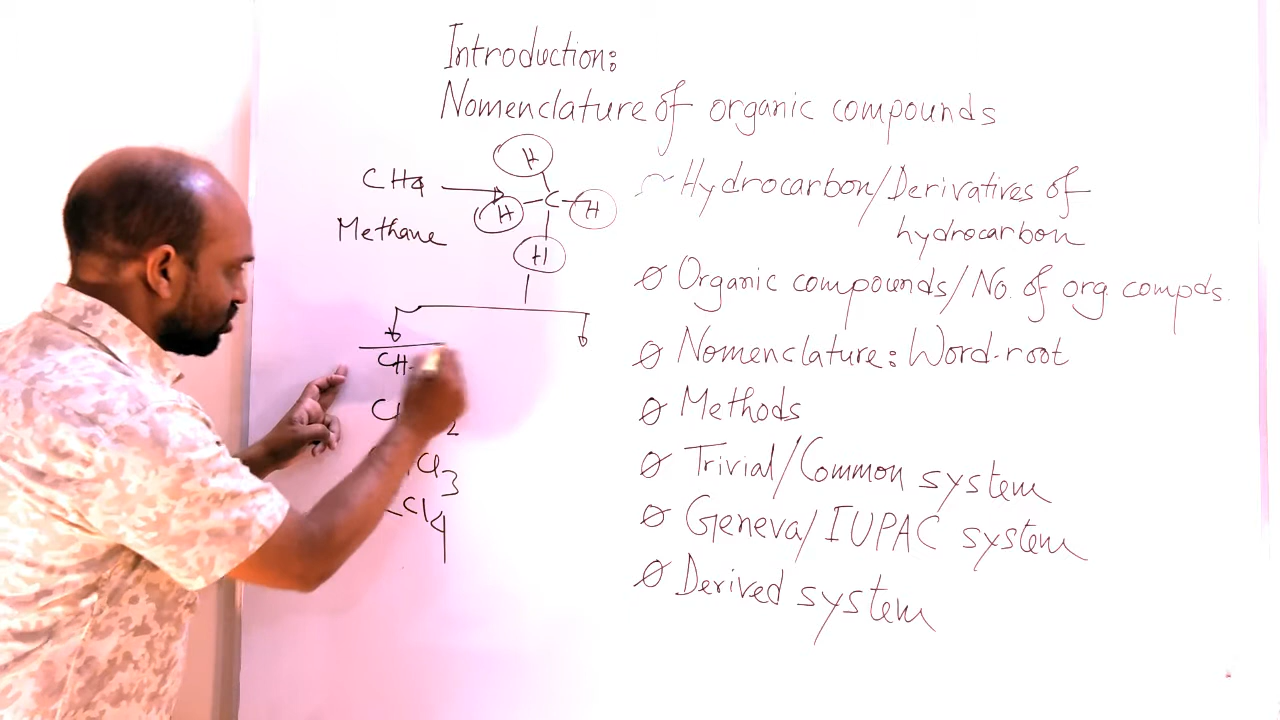 Introduction:
Nomenclature of organic compounds
CH4
Methane
H
H C H
H
Hydrocarbon/Derivatives of
hydrocarbon
Organic compounds/No. of org. compds.
Nomenclature: Word-root
Methods
Trivial/Common system
Geneva/IUPAC system
Derived system
CCl4